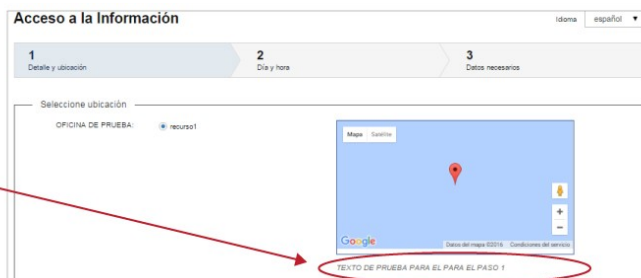 Acceso a la Información
Idioma español
1
Detalle y ubicación
2
Día y hora
3
Datos necesarios
Seleccione ubicación
OFICINA DE PRUEBA: recurso1
Mapa Satélite
+
−
Google
Datos del mapa ©2016 Condiciones del servicio
TEXTO DE PRUEBA PARA EL PARA EL PASO 1